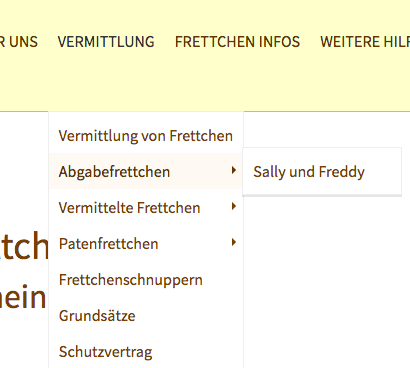 R UNS VERMITTLUNG FRETTCHEN INFOS WEITERE HILF
Vermittlung von Frettchen
Abgabefrettchen
Sally und Freddy
Vermittelte Frettchen
Patenfrettchen
ttch
Frettchenschnuppern
nein
Grundsätze
Schutzvertrag